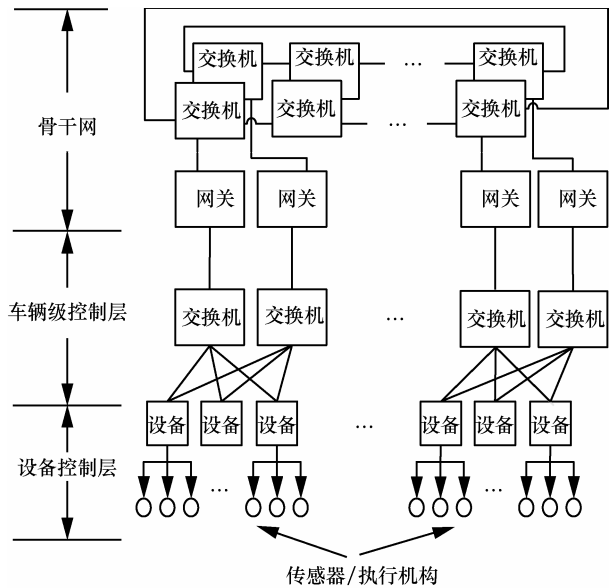 交换机 交换机 … 交换机
交换机 交换机 … 交换机
骨干网
网关 网关 网关 网关
车辆级控制层
交换机 交换机 … 交换机 交换机
设备 设备 设备 … 设备 设备 设备
设备控制层
… …
传感器/执行机构